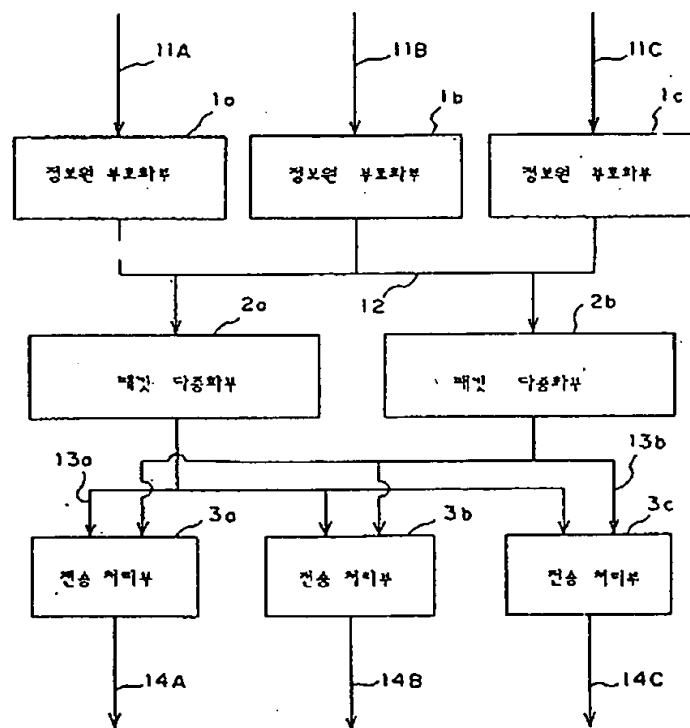 11A
11B
11C
1a
1b
1c
정보원 부호화부
정보원 부호화부
정보원 부호화부
12
2a
2b
패킷 다중화부
패킷 다중화부
13a
13b
3a
3b
3c
전송 처리부
전송 처리부
전송 처리부
14A
14B
14C